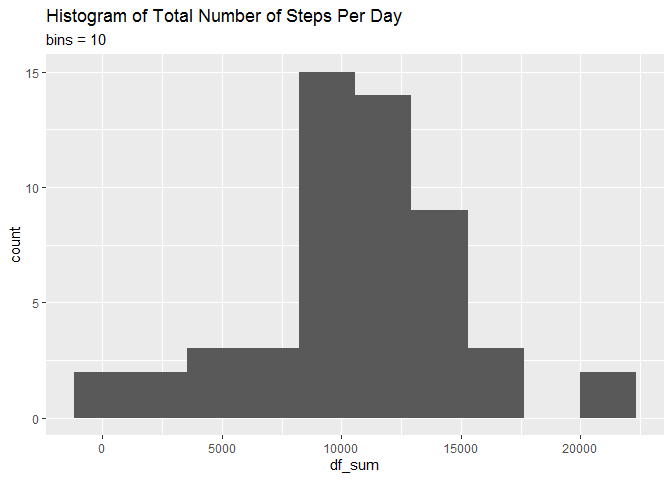 Histogram of Total Number of Steps Per Day
bins = 10
15
10
5
0
count
0 5000 10000 15000 20000
df_sum